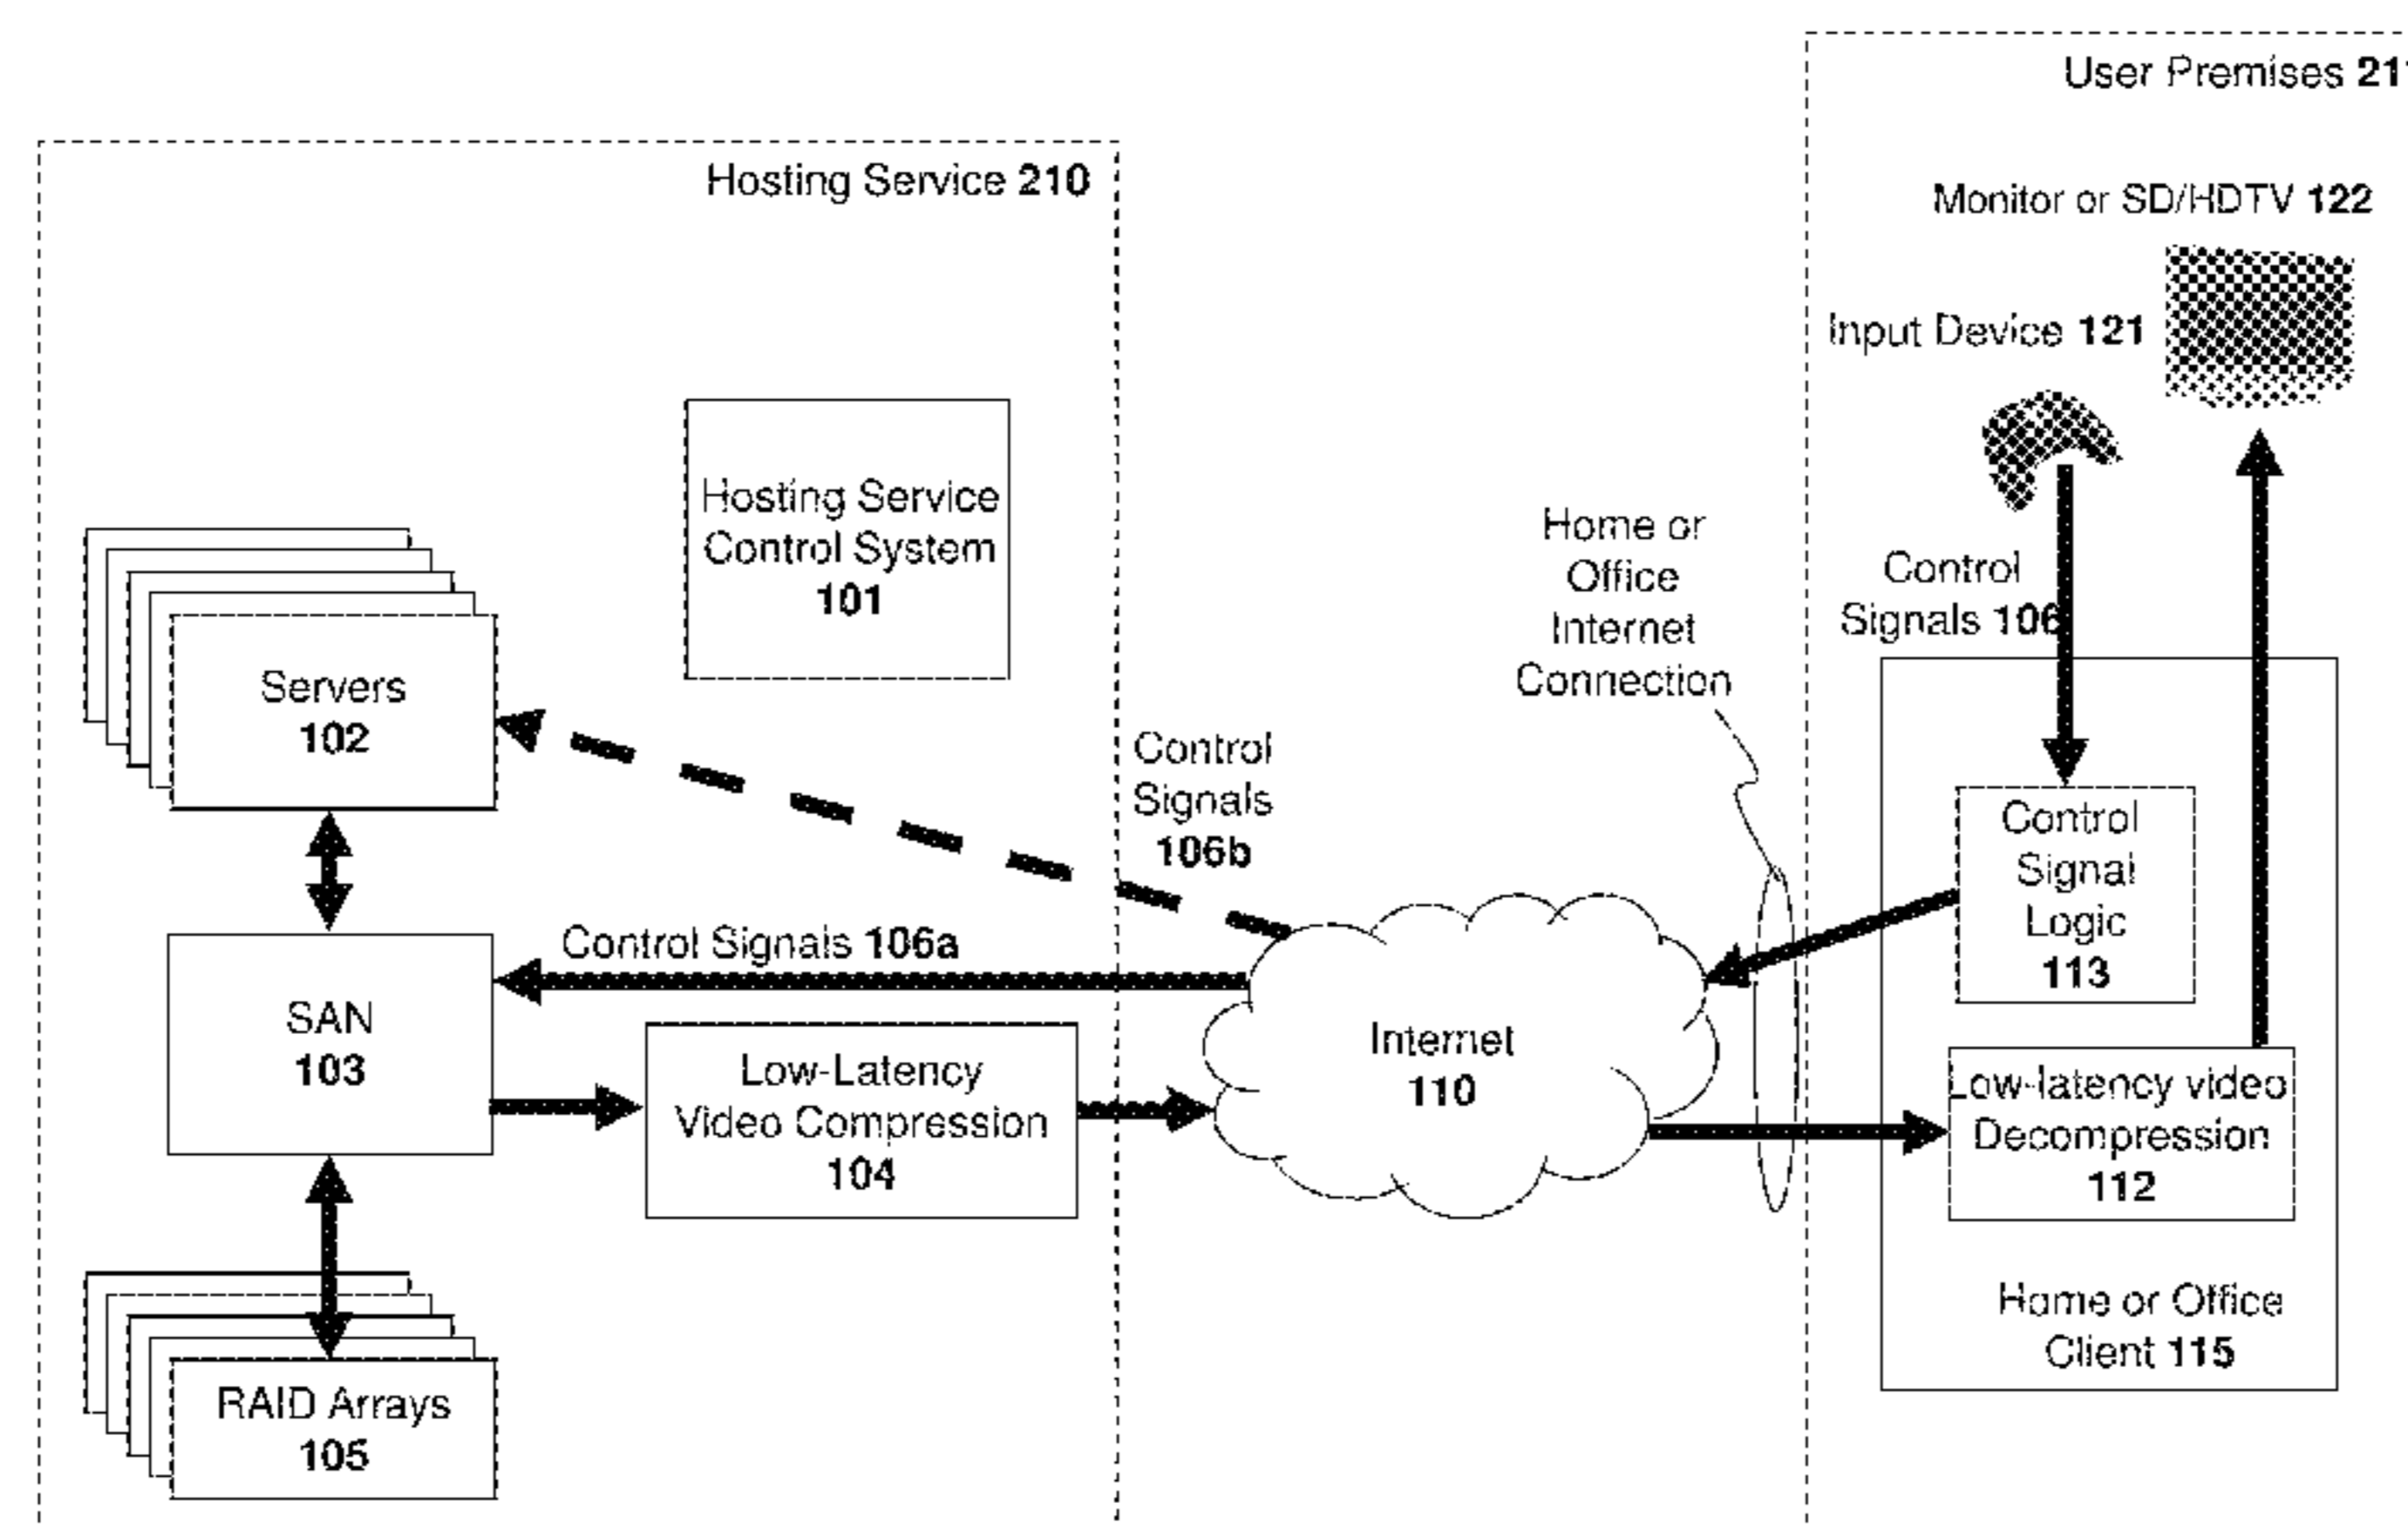 User Premises 211
Hosting Service 210
Monitor or SD/HDTV 122
Input Device 121
Hosting Service
Control System
101
Home or
Office
Internet
Connection
Control
Signals 106
Servers
102
Control
Signals
106b
Control
Signal
Logic
113
Control Signals 106a
SAN
103
Low-Latency
Video Compression
104
Internet
110
Low-latency video
Decompression
112
Home or Office
Client 115
RAID Arrays
105